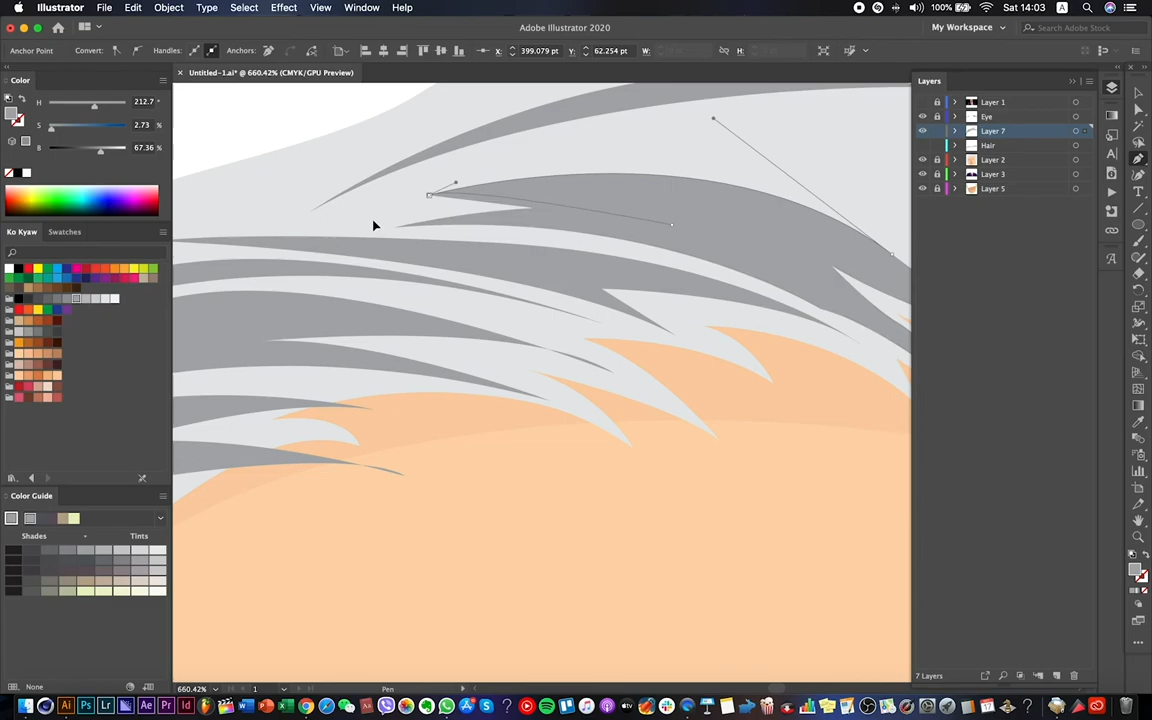 Illustrator File Edit Object Type Select Effect View Window Help 100% Sat 14:03 A
Adobe Illustrator 2020
My Workspace
Search Adobe Stock
Anchor Point Convert: Handles: Anchors: X: 399.079 pt Y: 62.254 pt W: H:
Untitled-1.ai* @ 660.42% (CMYK/GPU Preview)
Color
H 212.7 °
S 2.73 %
B 67.36 %
Ko Kyaw Swatches
None
Color Guide
Shades Tints
Layers
Layer 1
Eye
Layer 7
Hair
Layer 2
Layer 3
Layer 5
7 Layers
660.42% 1 Pen